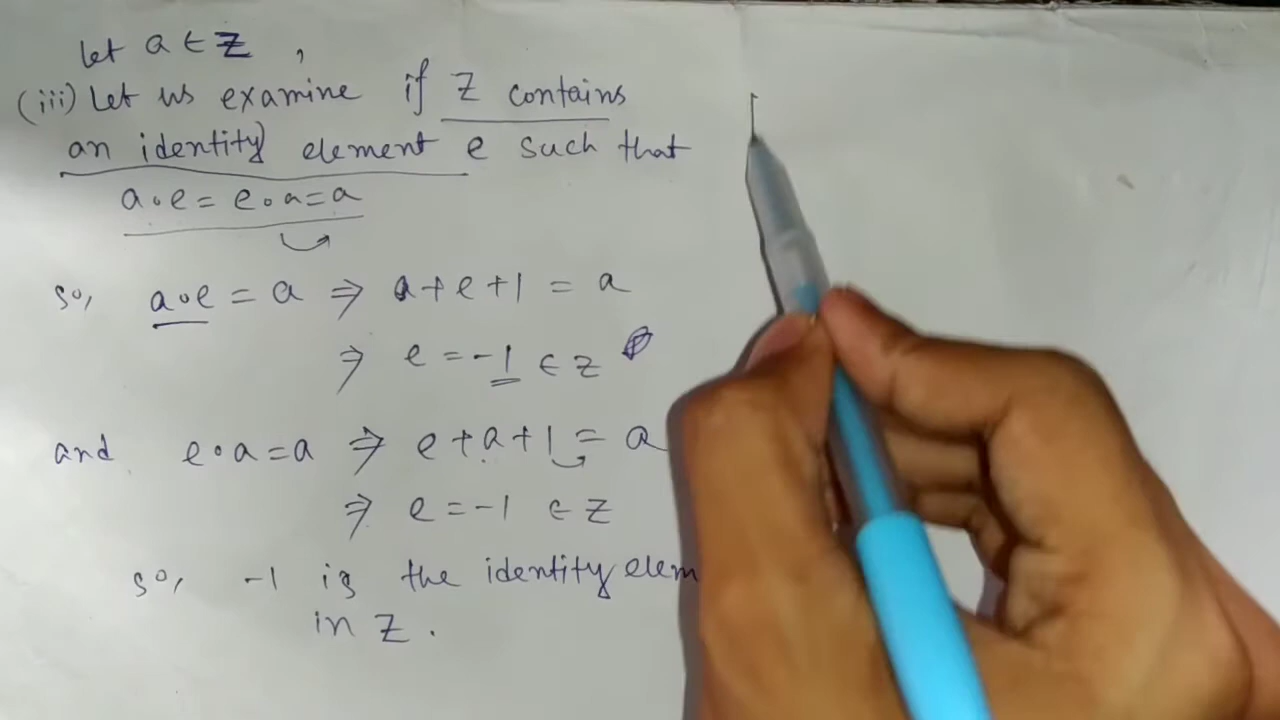 let a ∈ Z ,
(iii) Let us examine if Z contains
an identity element e such that
a∘e = e∘a = a
so, a∘e = a ⇒ a+e+1 = a
⇒ e = -1 ∈ Z
and e∘a = a ⇒ e+a+1 = a
⇒ e = -1 ∈ Z
so, -1 is the identity elem
in Z .